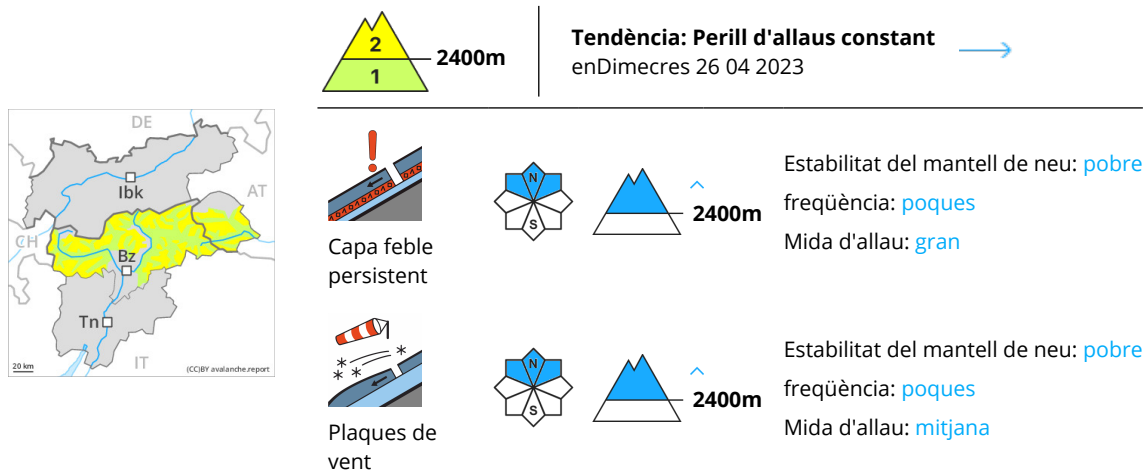 2
1
2400m
Tendència: Perill d'allaus constant
enDimecres 26 04 2023
DE
AT
Ibk
CH
Bz
Tn
IT
20 km
(CC)BY avalanche.report
Capa feble
persistent
N
S
2400m
Estabilitat del mantell de neu: pobre
freqüència: poques
Mida d'allau: gran
Plaques de
vent
N
S
2400m
Estabilitat del mantell de neu: pobre
freqüència: poques
Mida d'allau: mitjana